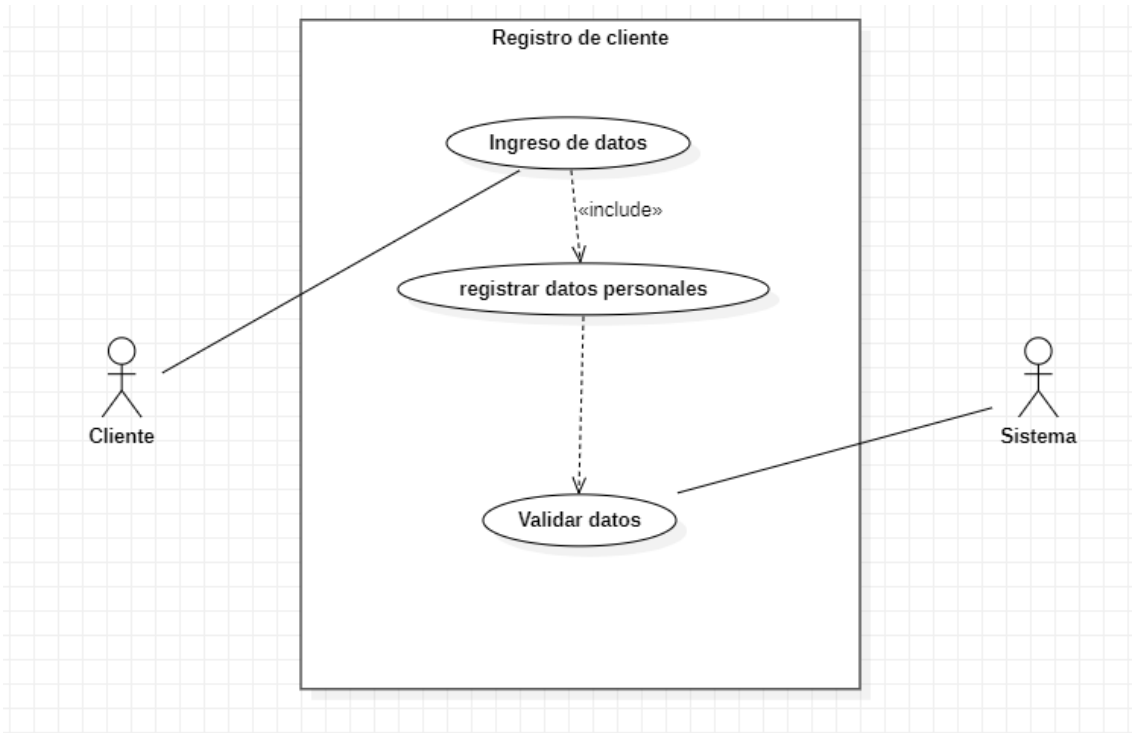 Registro de cliente
Ingreso de datos
«include»
registrar datos personales
Cliente
Sistema
Validar datos